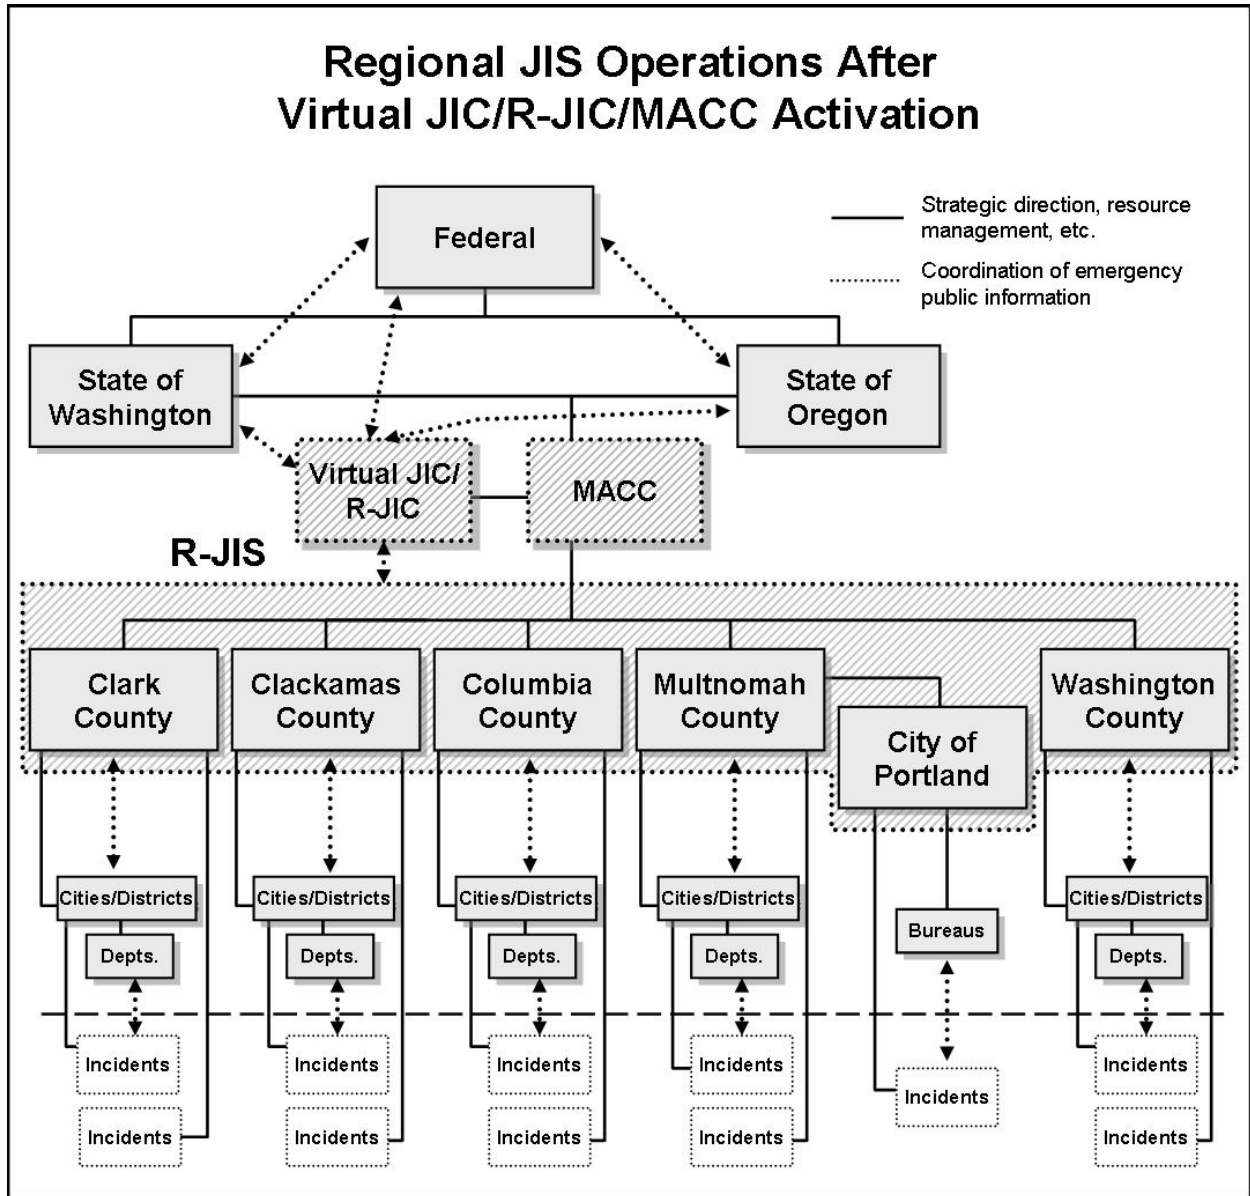 Regional JIS Operations After
Virtual JIC/R-JIC/MACC Activation
Federal
Strategic direction, resource
management, etc.
Coordination of emergency
public information
State of
Washington
State of
Oregon
Virtual JIC/
R-JIC
MACC
R-JIS
Clark
County
Clackamas
County
Columbia
County
Multnomah
County
City of
Portland
Washington
County
Cities/Districts
Cities/Districts
Cities/Districts
Cities/Districts
Cities/Districts
Depts.
Depts.
Depts.
Depts.
Bureaus
Depts.
Incidents
Incidents
Incidents
Incidents
Incidents
Incidents
Incidents
Incidents
Incidents
Incidents
Incidents